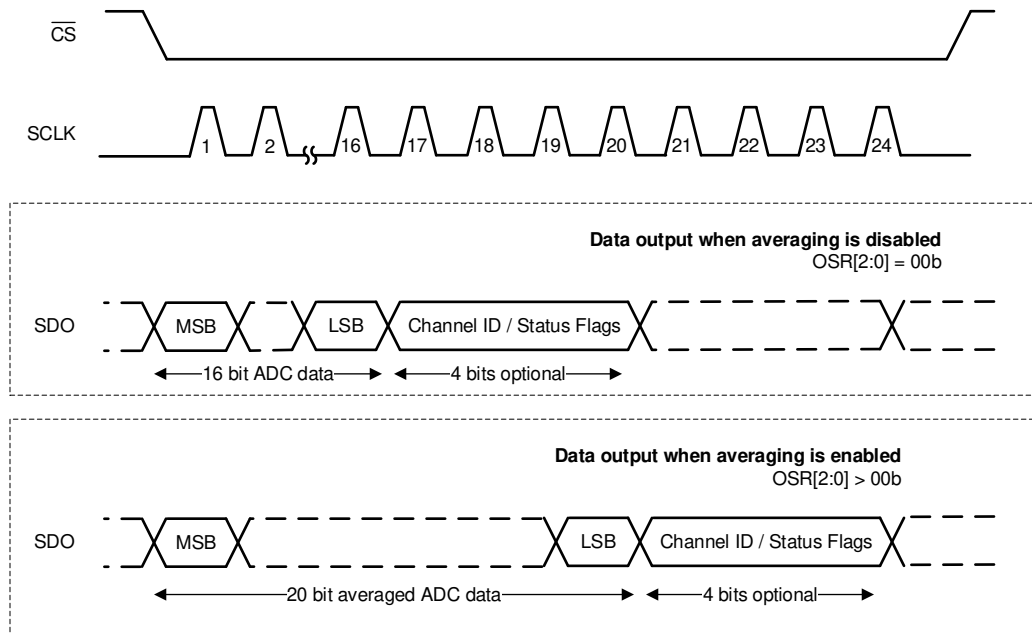 CS
SCLK
1 2 16 17 18 19 20 21 22 23 24
Data output when averaging is disabled
OSR[2:0] = 00b
SDO
MSB LSB Channel ID / Status Flags
16 bit ADC data 4 bits optional
Data output when averaging is enabled
OSR[2:0] > 00b
SDO
MSB LSB Channel ID / Status Flags
20 bit averaged ADC data 4 bits optional